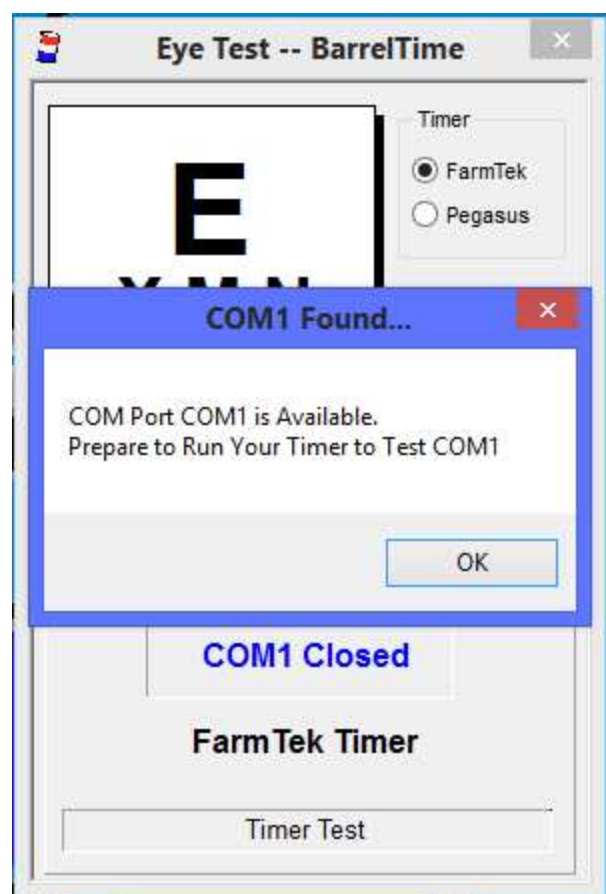 Eye Test -- BarrelTime
Timer
E
FarmTek
Pegasus
Y M N
COM1 Found...
COM Port COM1 is Available.
Prepare to Run Your Timer to Test COM1
OK
COM1 Closed
FarmTek Timer
Timer Test